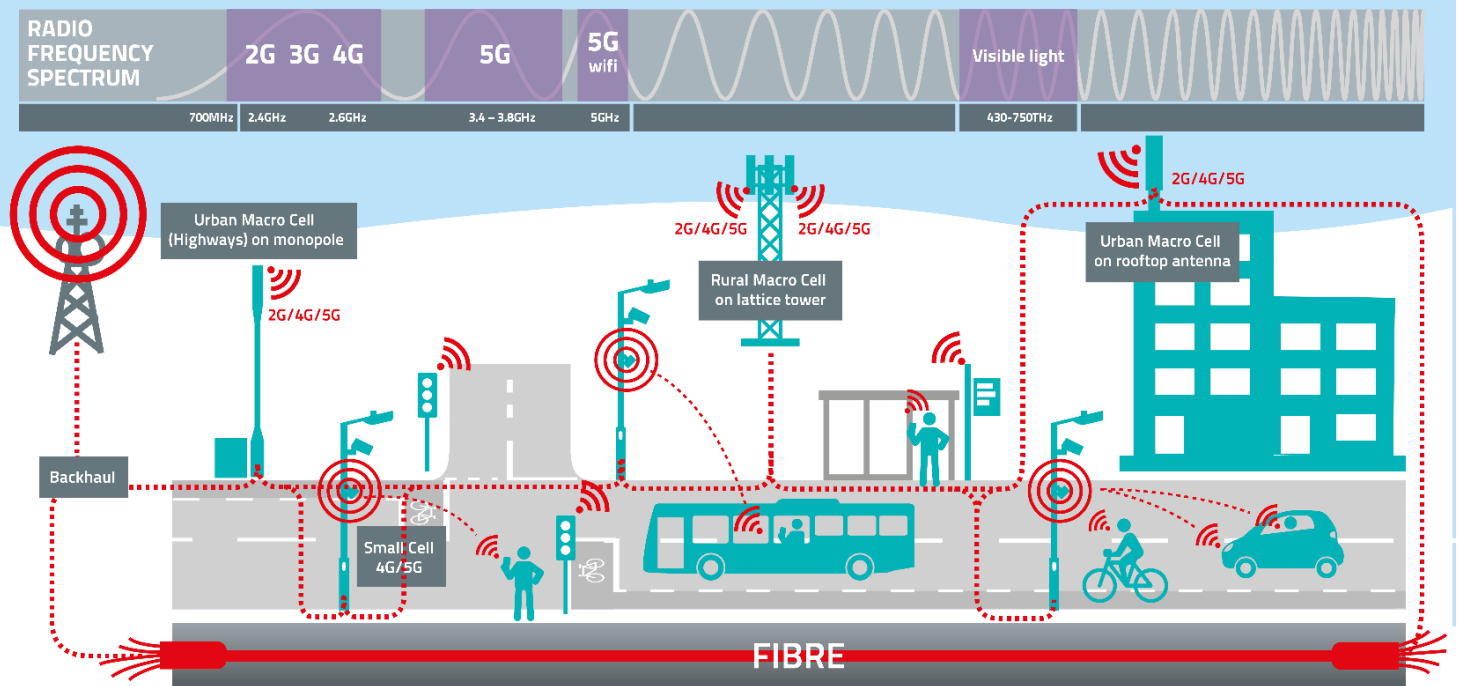 RADIO
FREQUENCY
SPECTRUM
2G 3G 4G
5G
5G
wifi
Visible light
700MHz
2.4GHz
2.6GHz
3.4 – 3.8GHz
5GHz
430-750THz
2G/4G/5G
Urban Macro Cell
(Highways) on monopole
2G/4G/5G
2G/4G/5G
Urban Macro Cell
on rooftop antenna
Rural Macro Cell
on lattice tower
2G/4G/5G
Backhaul
Small Cell
4G/5G
FIBRE